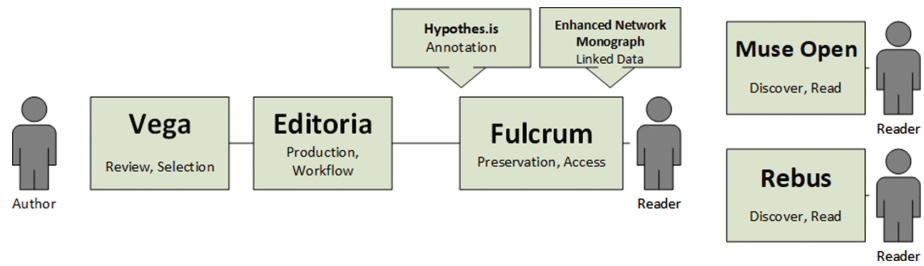 Hypothes.is
Annotation
Enhanced Network
Monograph
Linked Data
Author
Vega
Review, Selection
Editoria
Production,
Workflow
Fulcrum
Preservation, Access
Reader
Muse Open
Discover, Read
Reader
Rebus
Discover, Read
Reader